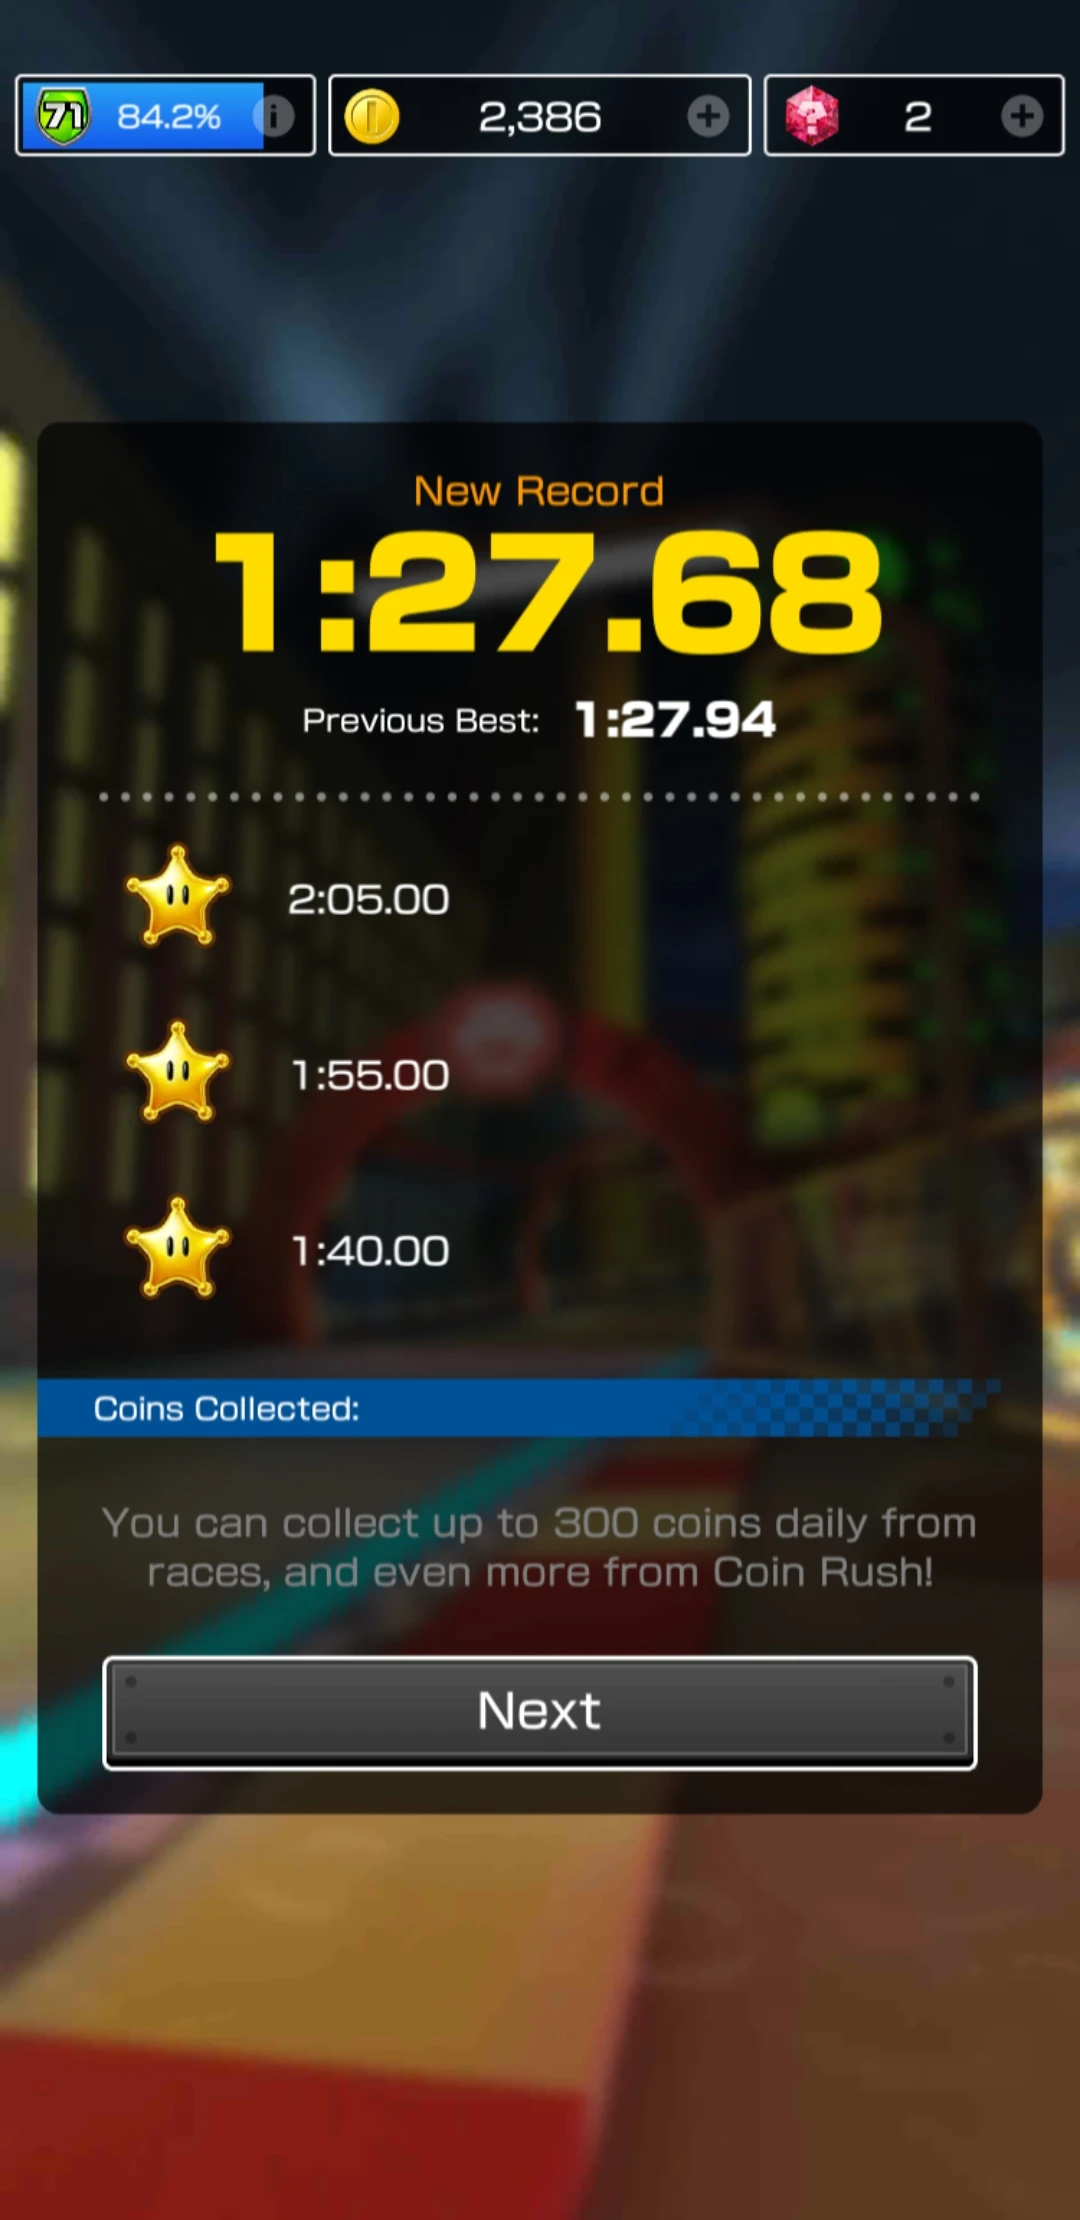 71 84.2% i 2,386 + ? 2 +
New Record
1:27.68
Previous Best: 1:27.94
2:05.00
1:55.00
1:40.00
Coins Collected:
You can collect up to 300 coins daily from
races, and even more from Coin Rush!
Next